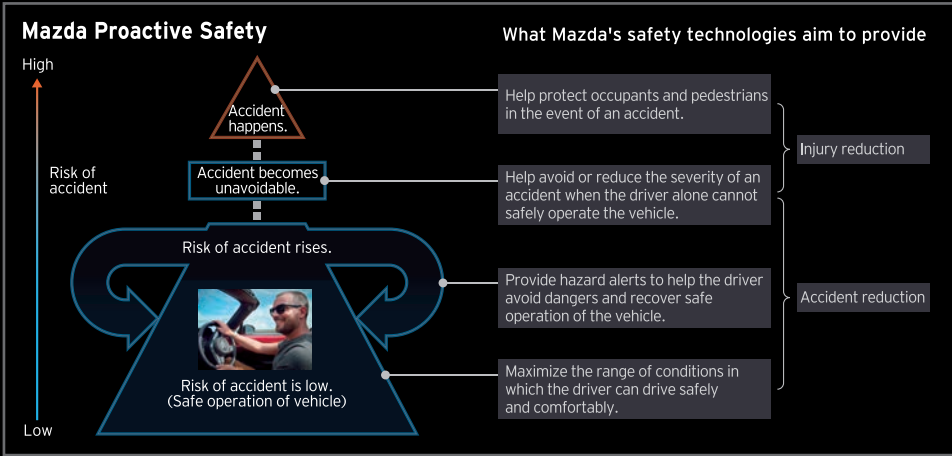 Mazda Proactive Safety
What Mazda's safety technologies aim to provide
High
Risk of
accident
Low
Accident
happens.
Accident becomes
unavoidable.
Risk of accident rises.
Risk of accident is low.
(Safe operation of vehicle)
Help protect occupants and pedestrians
in the event of an accident.
Help avoid or reduce the severity of an
accident when the driver alone cannot
safely operate the vehicle.
Provide hazard alerts to help the driver
avoid dangers and recover safe
operation of the vehicle.
Maximize the range of conditions in
which the driver can drive safely
and comfortably.
Injury reduction
Accident reduction